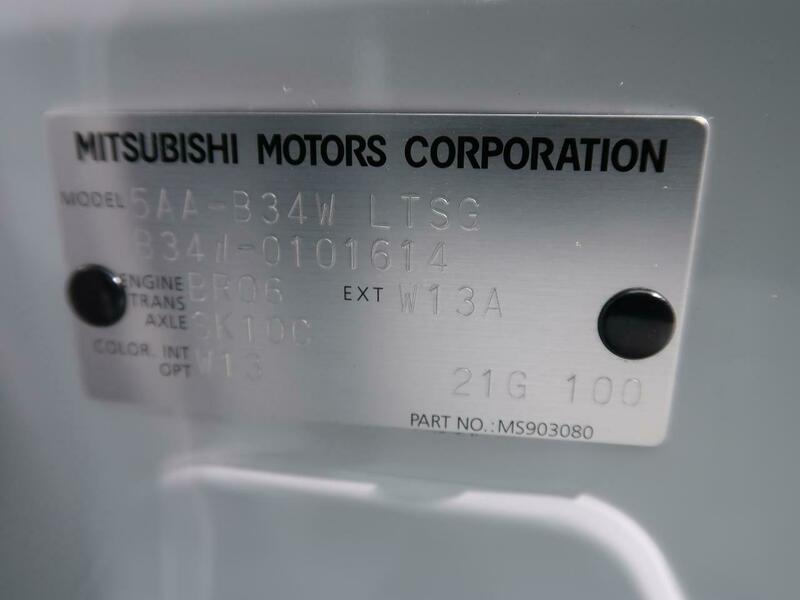 MITSUBISHI MOTORS CORPORATION
MODEL 5AA-B34W LTSG
B34W-0101614
ENGINE BR06 EXT W13A
TRANS
AXLE SK10C
COLOR. INT W13
OPT
21G 100
PART NO.: MS903080